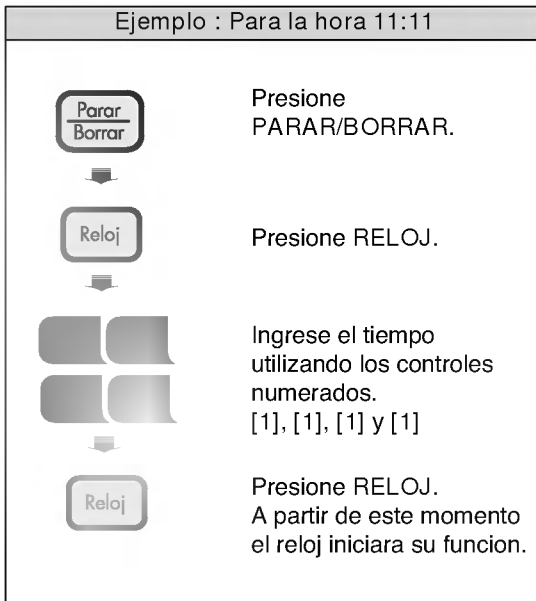 Ejemplo : Para la hora 11:11
Parar
Borrar
Presione
PARAR/BORRAR.
Reloj
Presione RELOJ.
Ingrese el tiempo
utilizando los controles
numerados.
[1], [1], [1] y [1]
Reloj
Presione RELOJ.
A partir de este momento
el reloj iniciara su funcion.